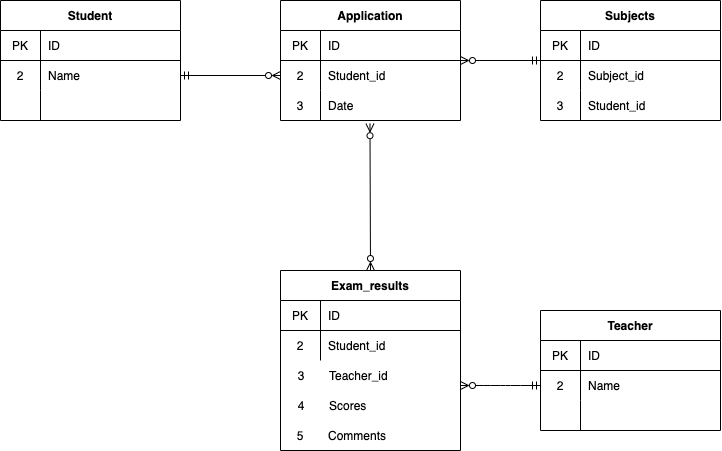 Student
PK ID
2 Name
Application
PK ID
2 Student_id
3 Date
Subjects
PK ID
2 Subject_id
3 Student_id
Exam_results
PK ID
2 Student_id
3 Teacher_id
4 Scores
5 Comments
Teacher
PK ID
2 Name